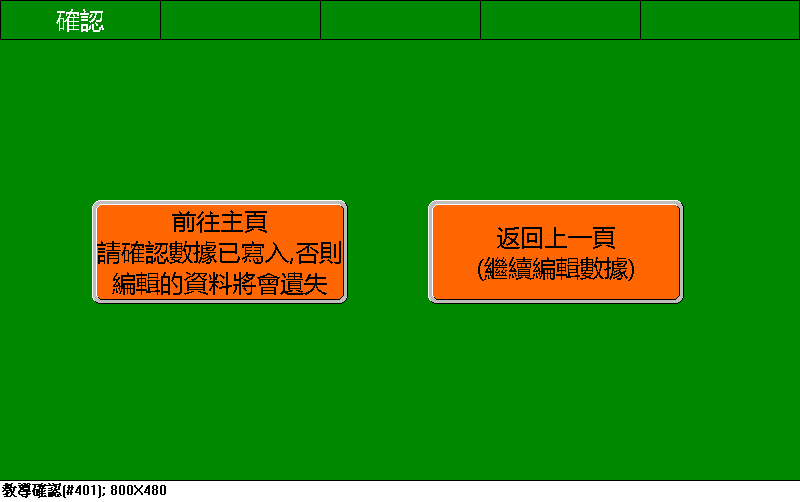 確認
前往主頁
請確認數據已寫入,否則
編輯的資料將會遺失
返回上一頁
(繼續編輯數據)
教導確認(#401); 800X480